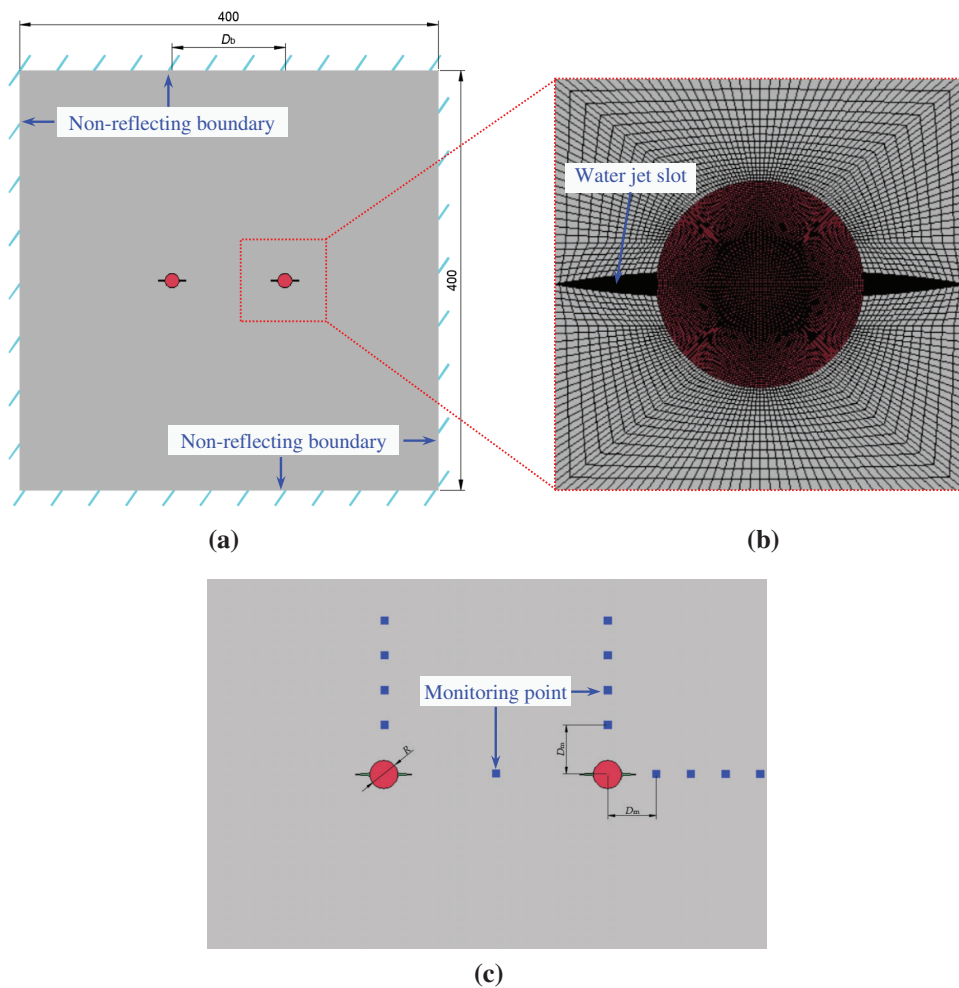 400
Db
Non-reflecting boundary
400
Non-reflecting boundary
(a)
Water jet slot
(b)
Monitoring point
Dm
R
Dm
(c)